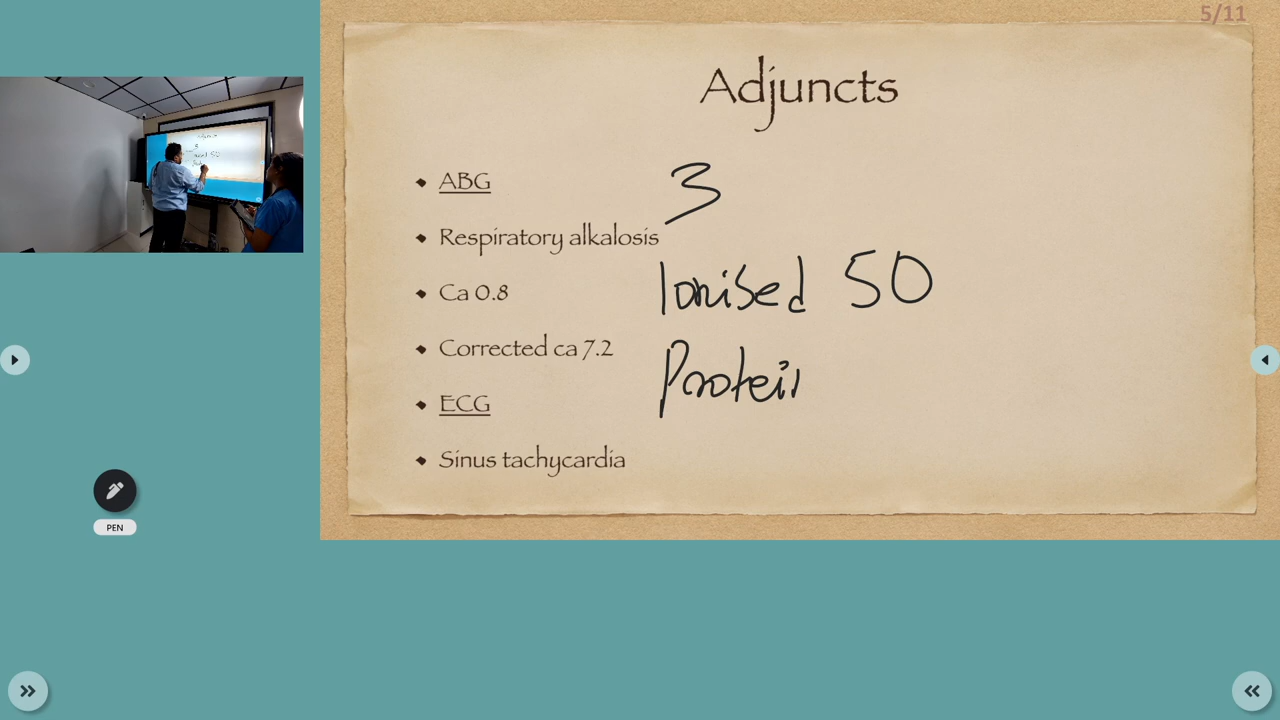 5/11
Adjuncts
ABG
3
Respiratory alkalosis
Ca 0.8
Ionised 50
Corrected ca 7.2
Protein
ECG
Sinus tachycardia
PEN